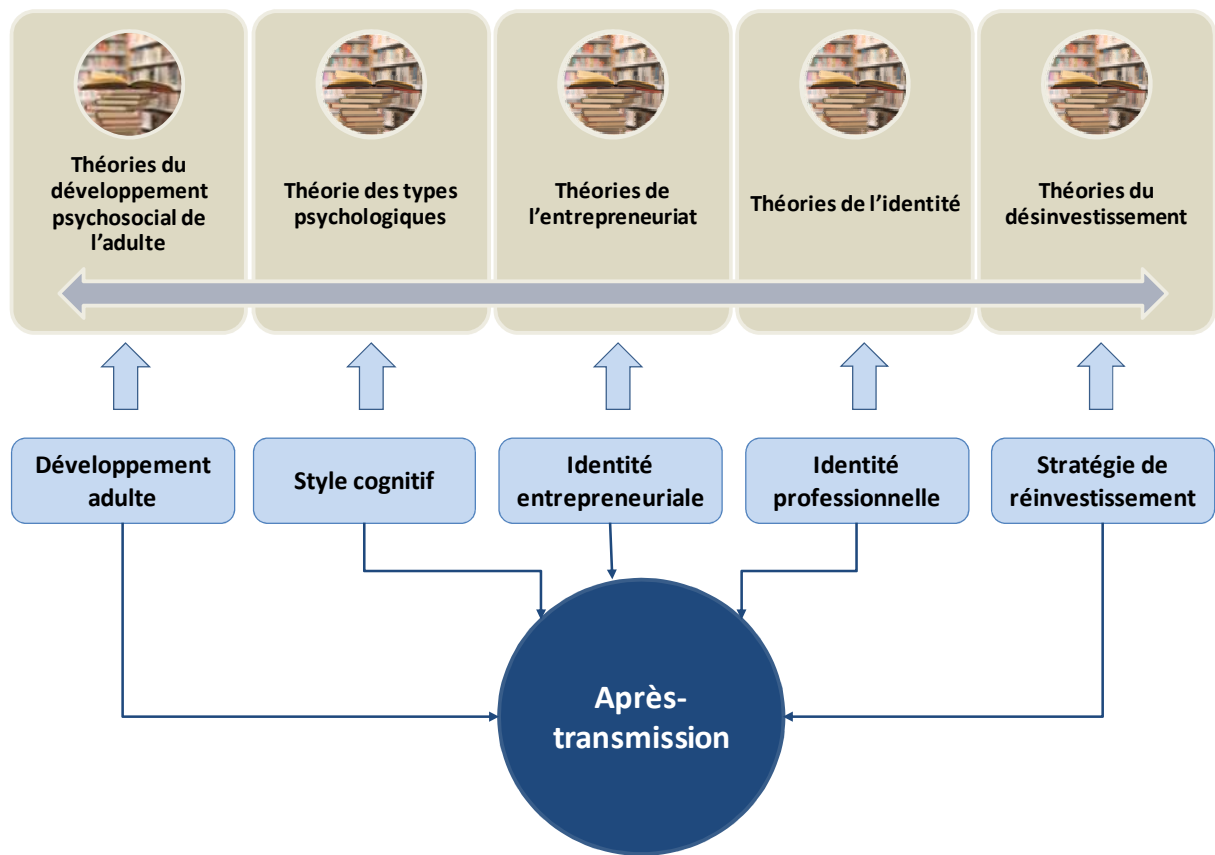 Théories du
développement
psychosocial de
l'adulte
Théorie des types
psychologiques
Théories de
l'entrepreneuriat
Théories de l'identité
Théories du
désinvestissement
Développement
adulte
Style cognitif
Identité
entrepreneuriale
Identité
professionnelle
Stratégie de
réinvestissement
Après-
transmission